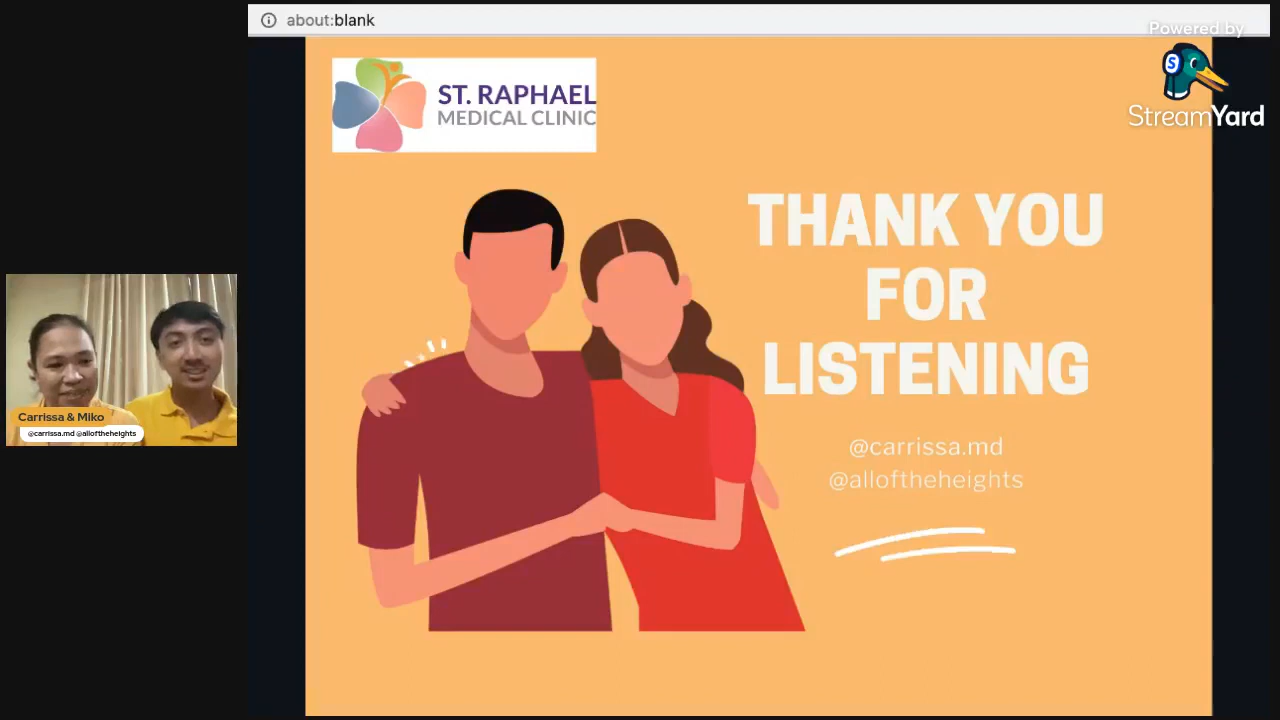 about:blank
Powered by
StreamYard
ST. RAPHAEL
MEDICAL CLINIC
THANK YOU
FOR
LISTENING
@carrissa.md
@alloftheheights
Carrissa & Miko
@carrissa.md @alloftheheights